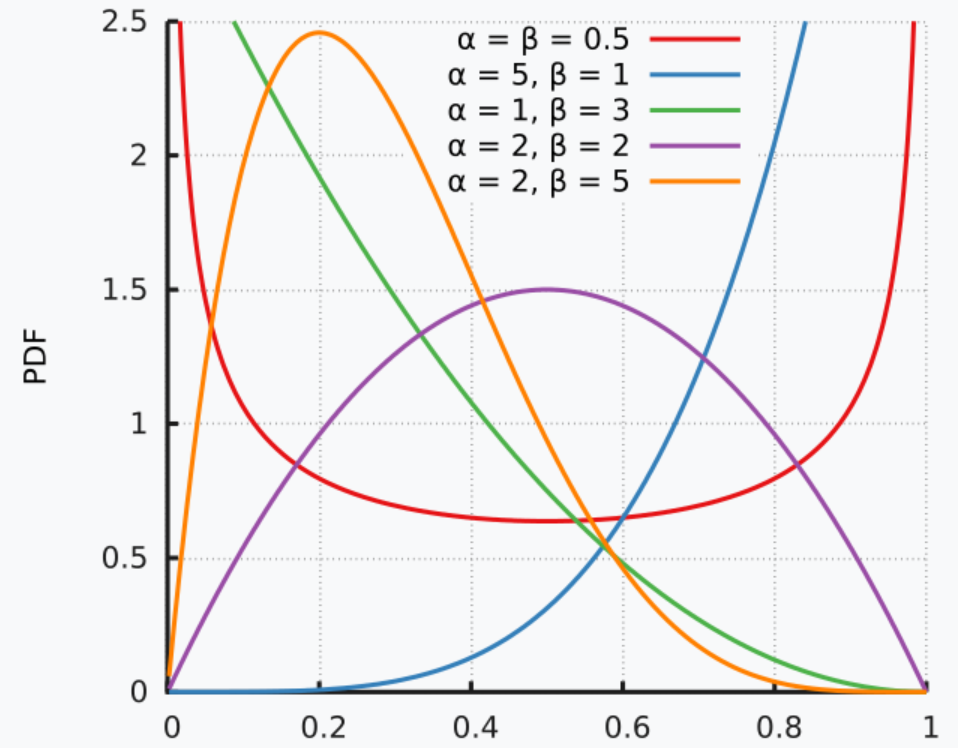 2.5
α = β = 0.5
α = 5, β = 1
α = 1, β = 3
α = 2, β = 2
α = 2, β = 5
2
1.5
PDF
1
0.5
0
0 0.2 0.4 0.6 0.8 1